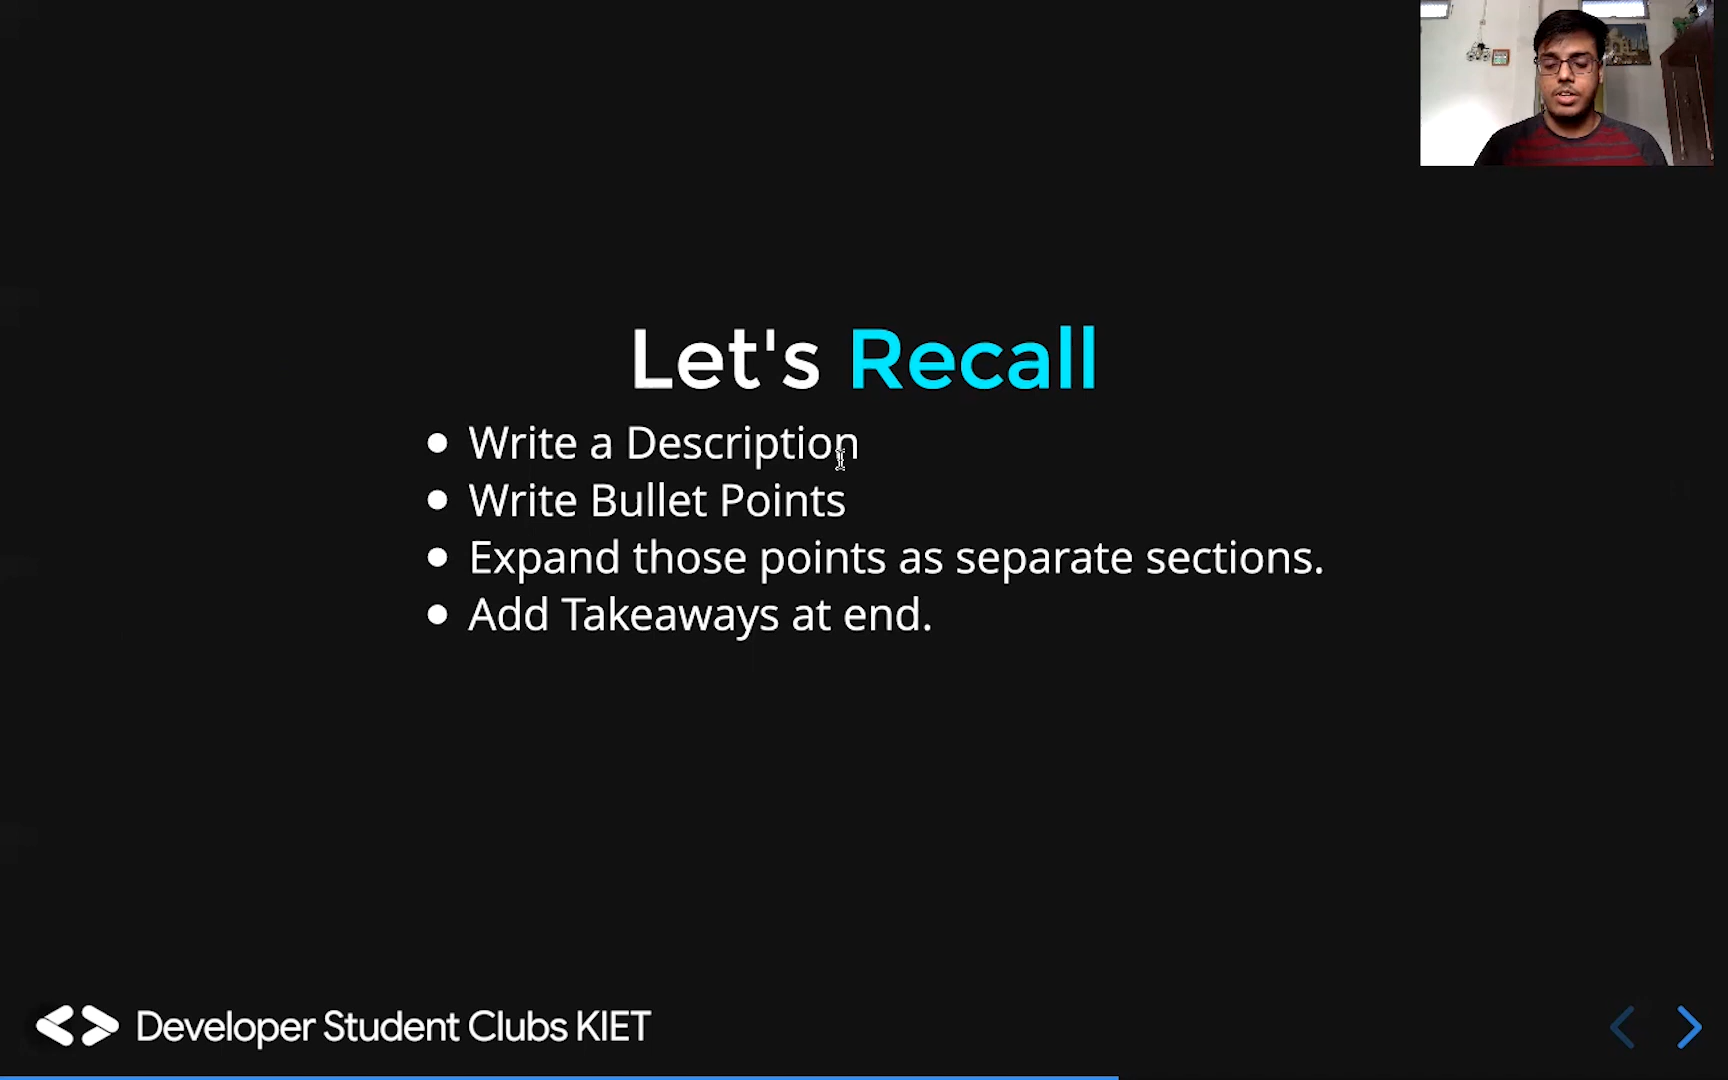 Let's Recall
Write a Description
Write Bullet Points
Expand those points as separate sections.
Add Takeaways at end.
Developer Student Clubs KIET